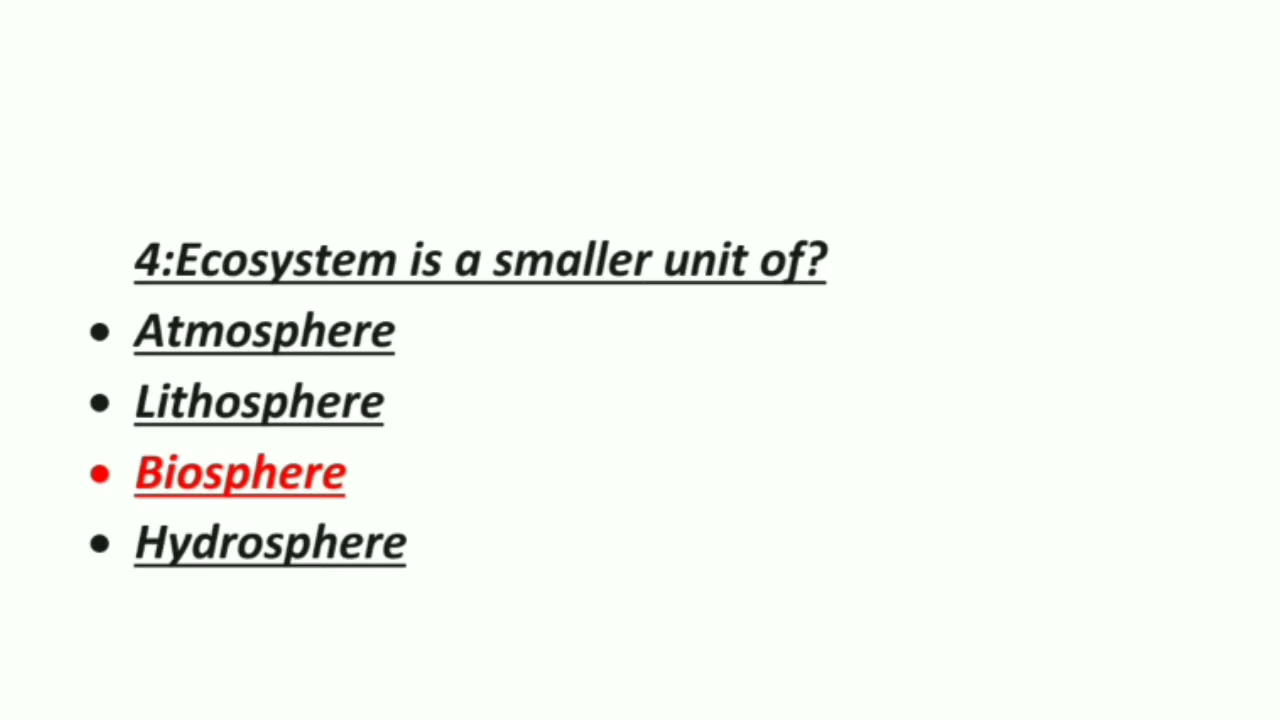 4:Ecosystem is a smaller unit of?
• Atmosphere
• Lithosphere
• Biosphere
• Hydrosphere